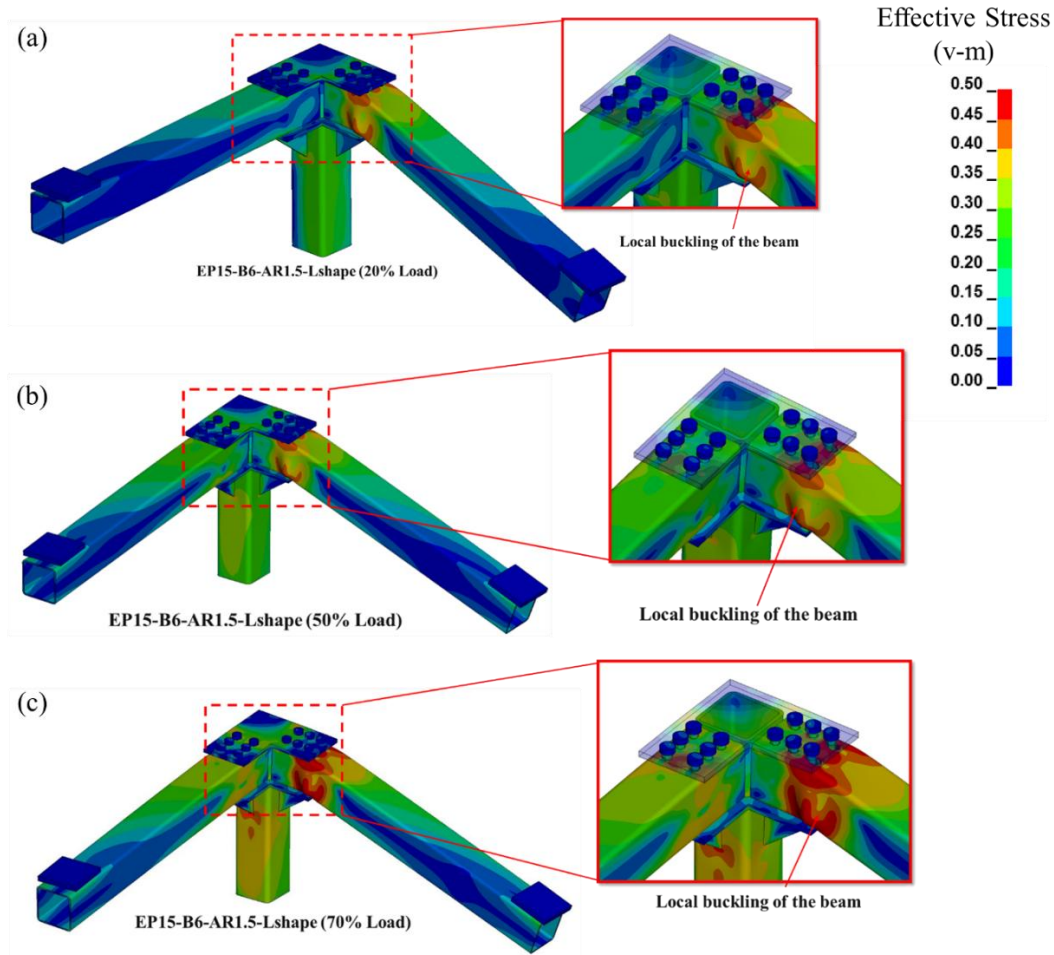 Effective Stress
(v-m)
0.50
0.45
0.40
0.35
0.30
0.25
0.20
0.15
0.10
0.05
0.00
(a)
Local buckling of the beam
EP15-B6-AR1.5-Lshape (20% Load)
(b)
Local buckling of the beam
EP15-B6-AR1.5-Lshape (50% Load)
(c)
Local buckling of the beam
EP15-B6-AR1.5-Lshape (70% Load)